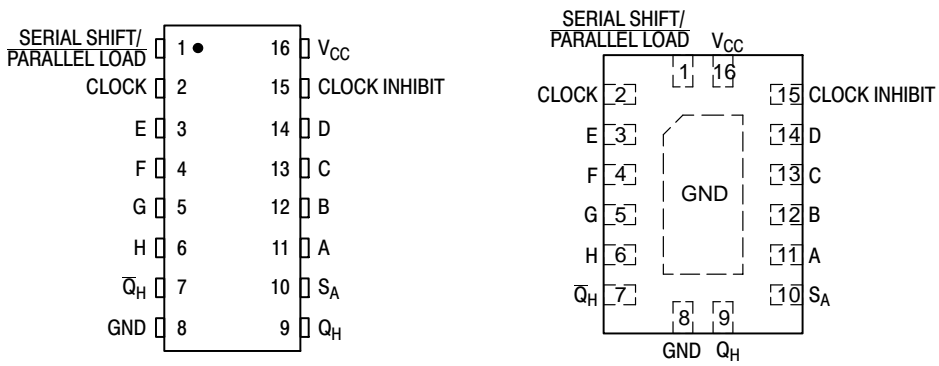 SERIAL SHIFT/
PARALLEL LOAD 1 16 VCC
CLOCK 2 15 CLOCK INHIBIT
E 3 14 D
F 4 13 C
G 5 12 B
H 6 11 A
Q̅H 7 10 SA
GND 8 9 QH
SERIAL SHIFT/
PARALLEL LOAD VCC
1 16
CLOCK 2 15 CLOCK INHIBIT
E 3 14 D
F 4 13 C
GND
G 5 12 B
H 6 11 A
Q̅H 7 10 SA
8 9
GND QH